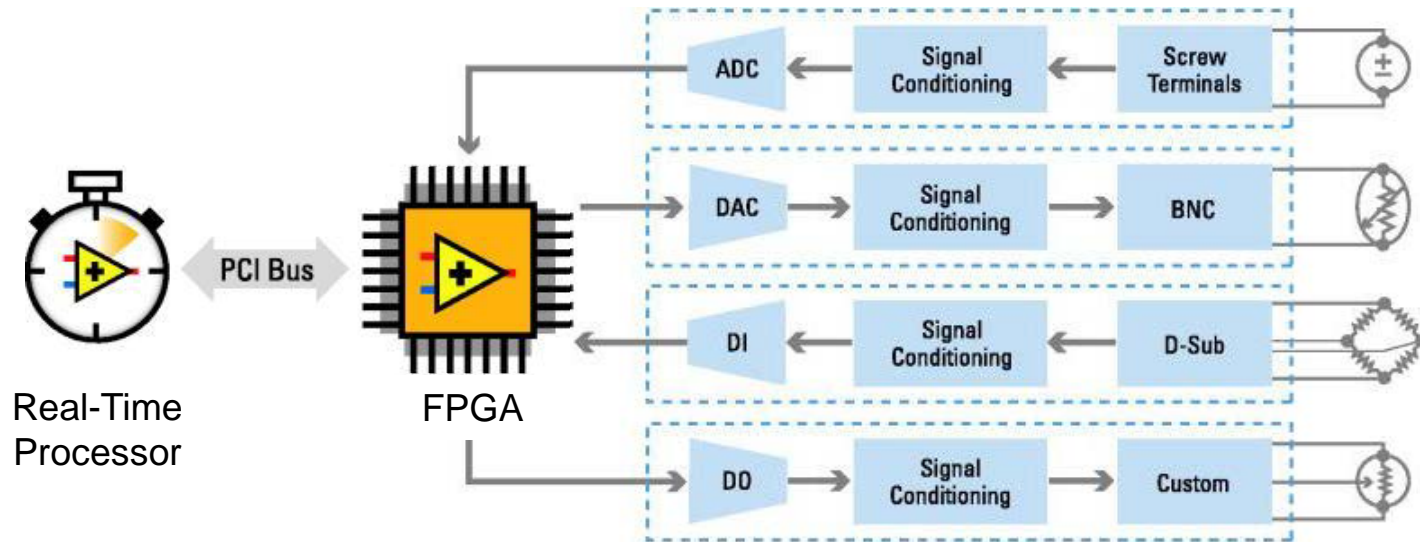 ADC
Signal
Conditioning
Screw
Terminals
DAC
Signal
Conditioning
BNC
PCI Bus
DI
Signal
Conditioning
D-Sub
Real-Time
Processor
FPGA
DO
Signal
Conditioning
Custom